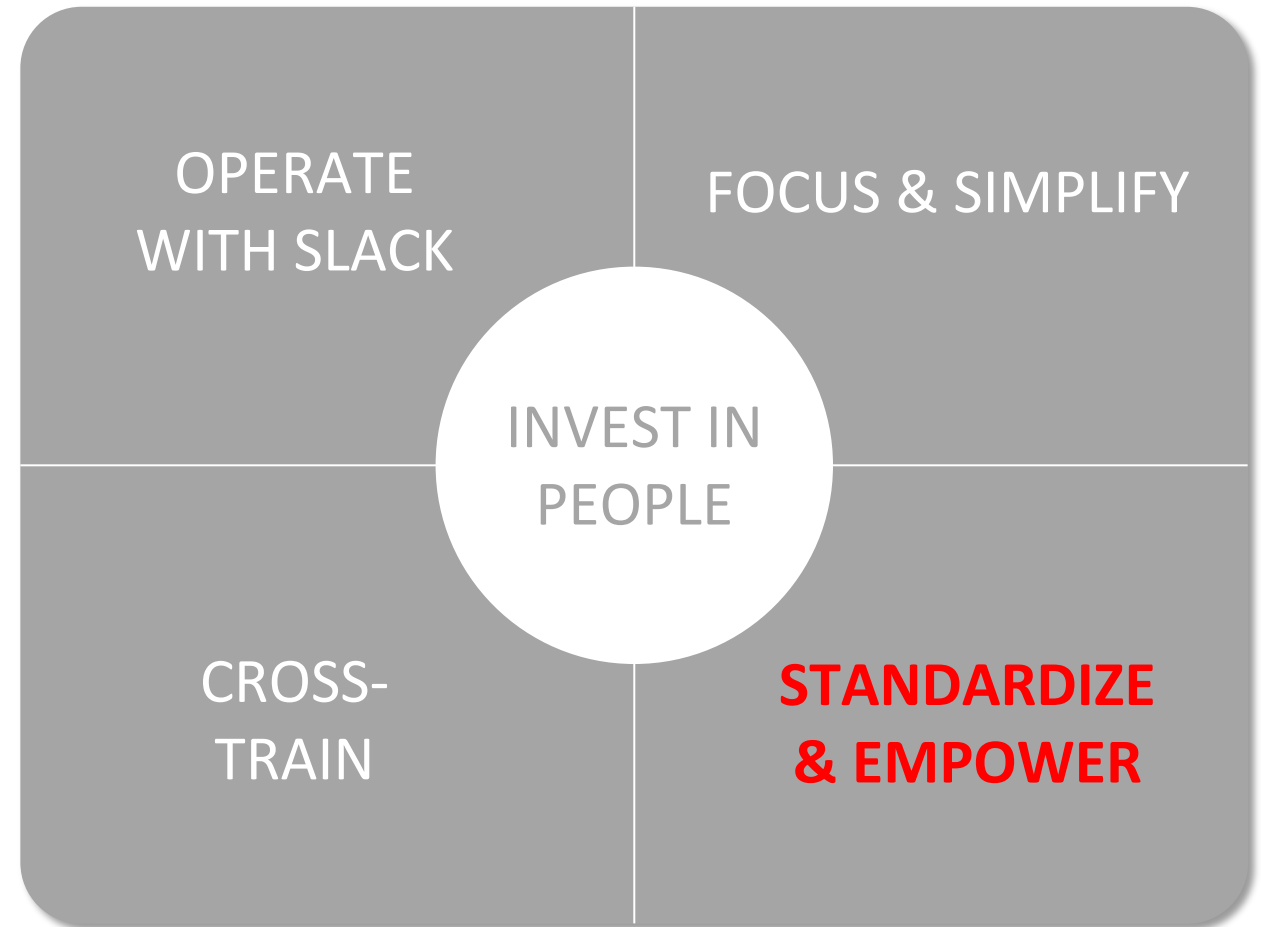 OPERATE
WITH SLACK
FOCUS & SIMPLIFY
INVEST IN
PEOPLE
CROSS-
TRAIN
STANDARDIZE
& EMPOWER